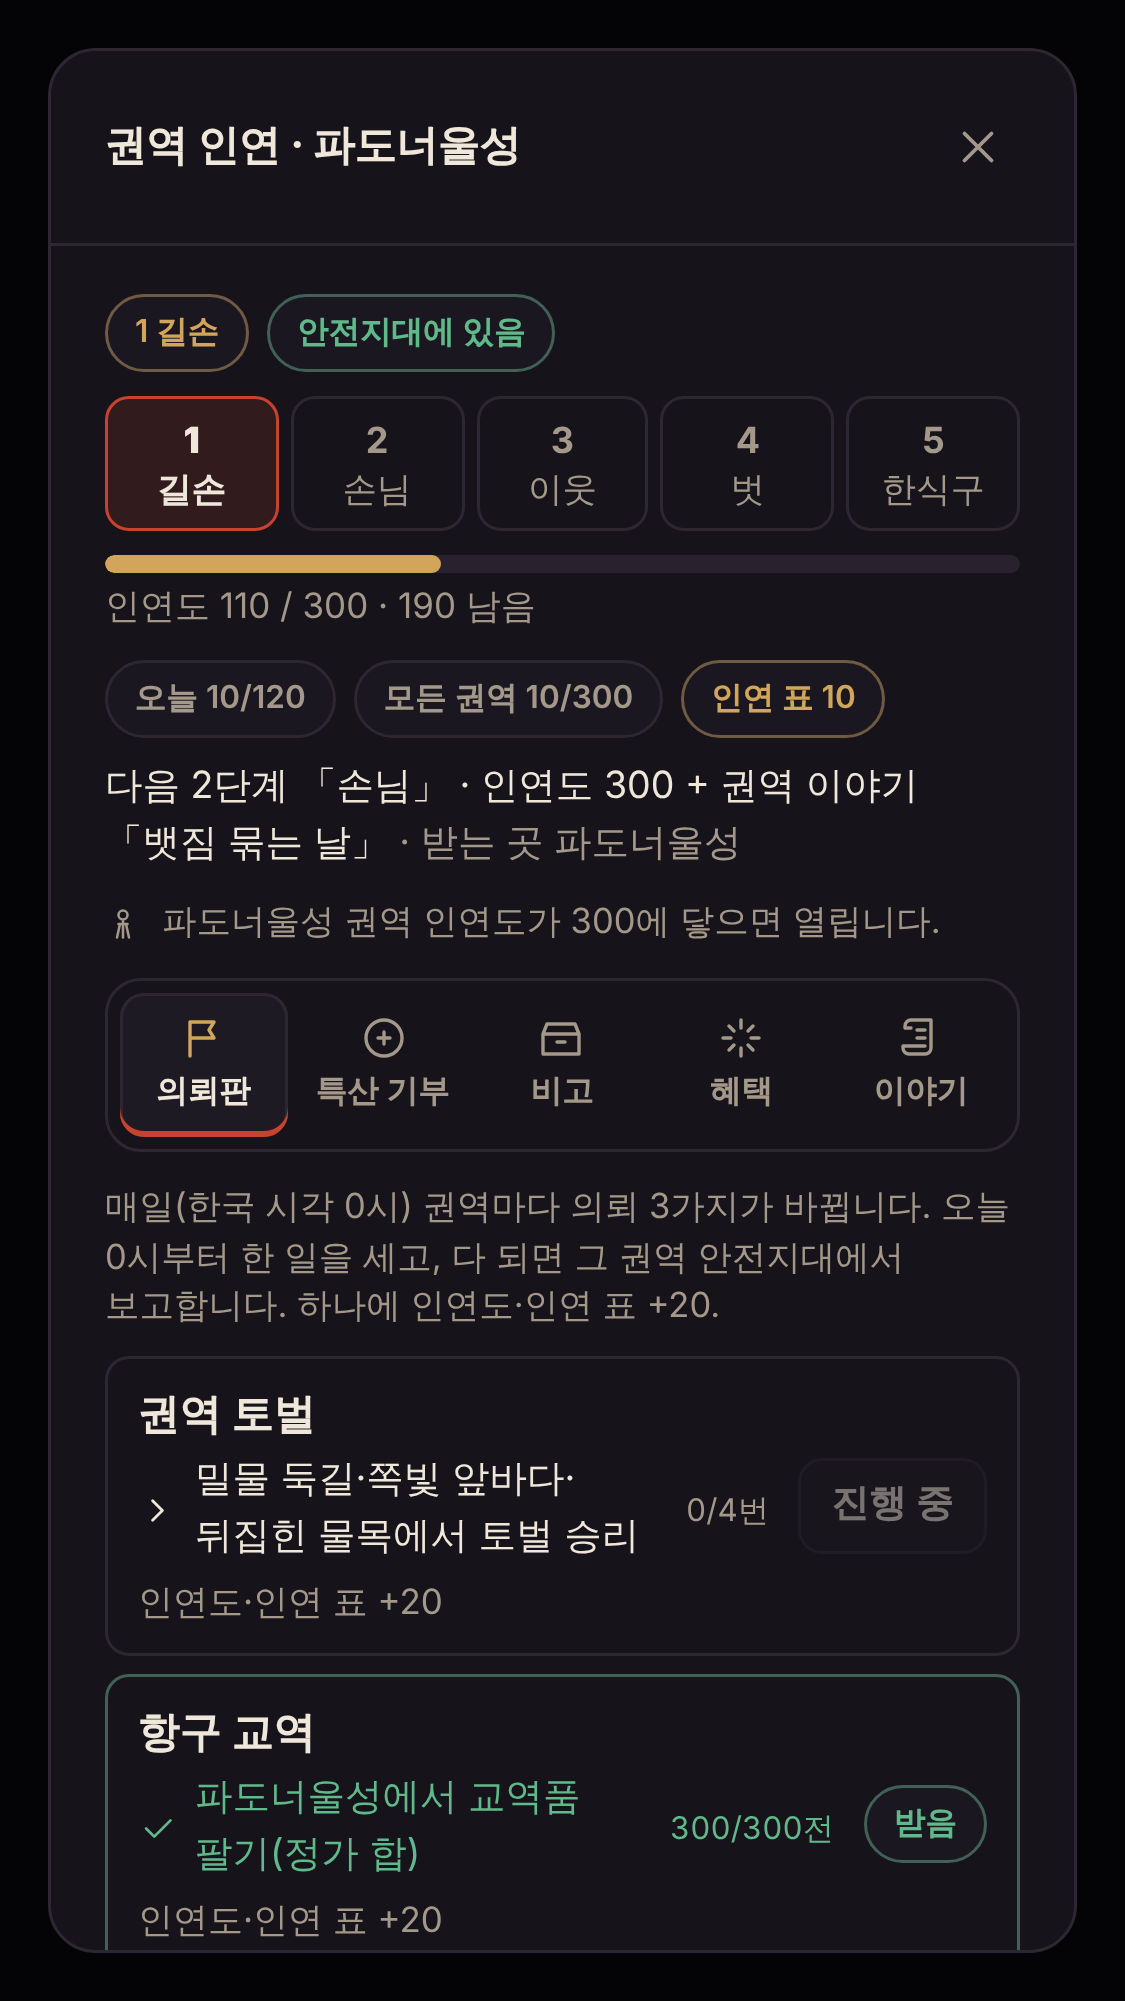 권역 인연 · 파도너울성
1 길손
안전지대에 있음
1
길손
2
손님
3
이웃
4
벗
5
한식구
인연도 110 / 300 · 190 남음
오늘 10/120
모든 권역 10/300
인연 표 10
다음 2단계 「손님」 · 인연도 300 + 권역 이야기
「뱃짐 묶는 날」 · 받는 곳 파도너울성
파도너울성 권역 인연도가 300에 닿으면 열립니다.
의뢰판
특산 기부
비고
혜택
이야기
매일(한국 시각 0시) 권역마다 의뢰 3가지가 바뀝니다. 오늘
0시부터 한 일을 세고, 다 되면 그 권역 안전지대에서
보고합니다. 하나에 인연도·인연 표 +20.
권역 토벌
밀물 둑길·쪽빛 앞바다·
뒤집힌 물목에서 토벌 승리
0/4번
진행 중
인연도·인연 표 +20
항구 교역
파도너울성에서 교역품
팔기(정가 합)
300/300전
받음
인연도·인연 표 +20